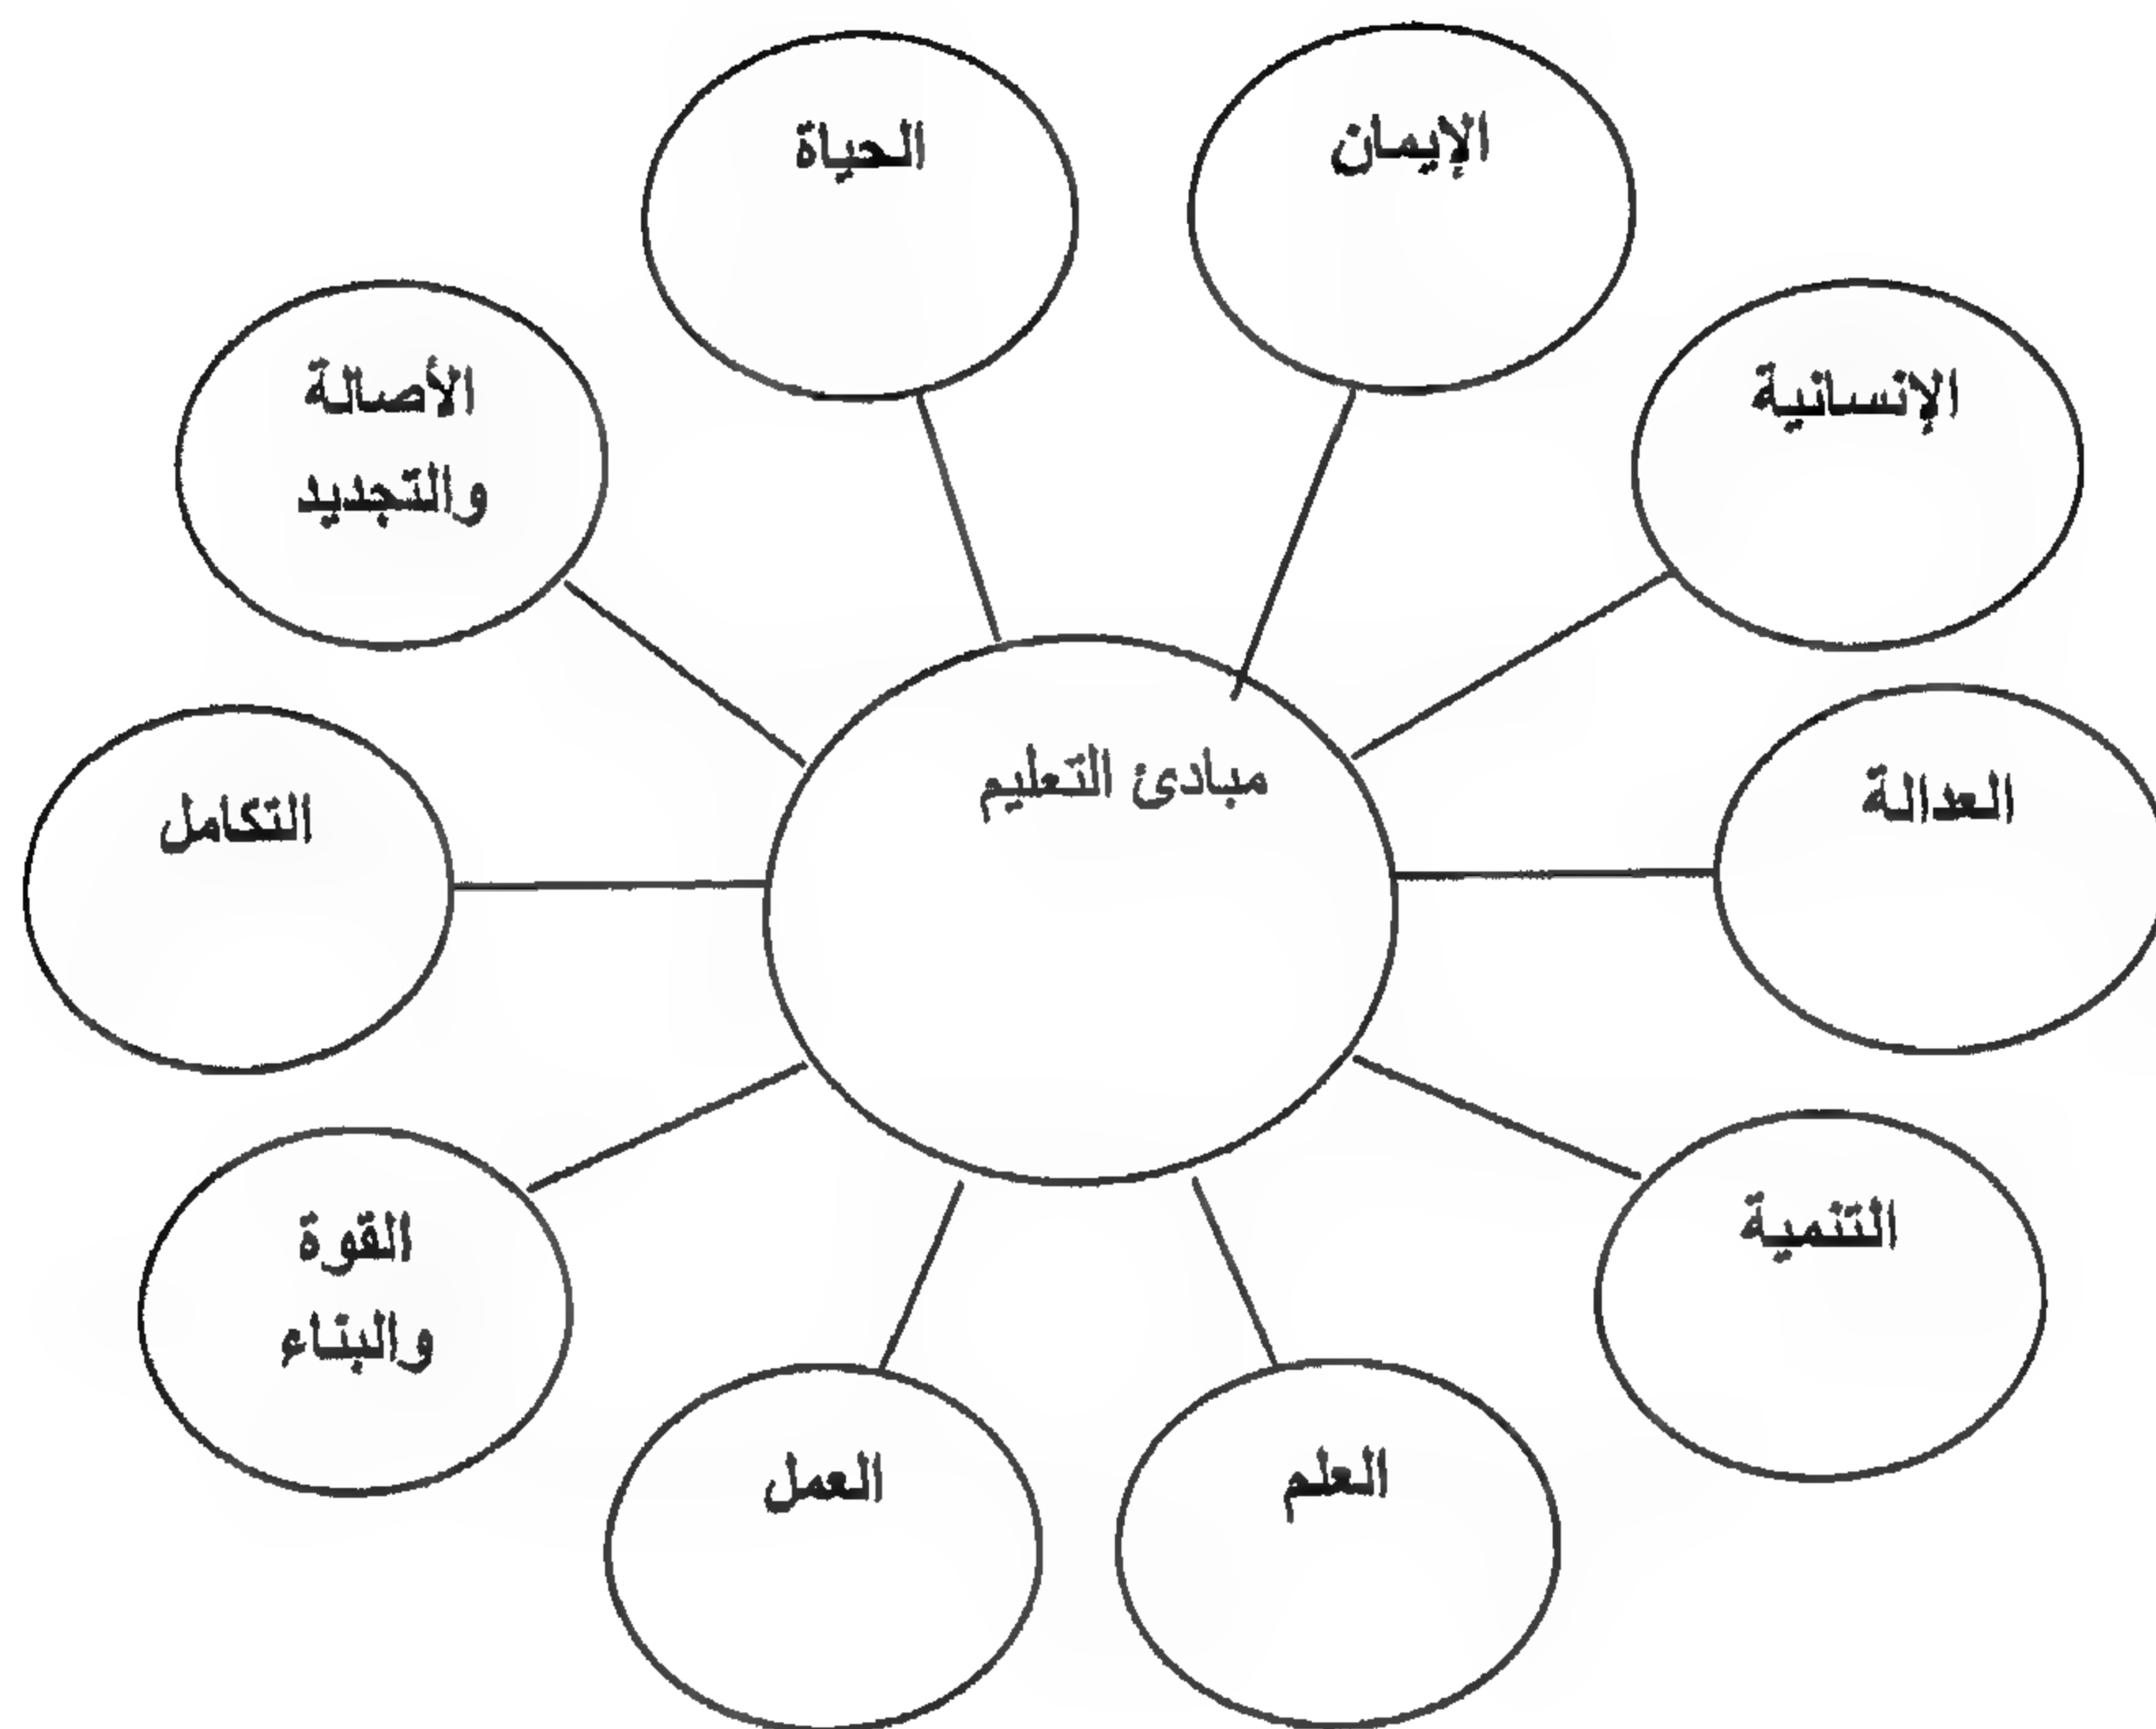 الإيمان
الحياة
الإنسانية
الأصالة
والتجديد
مبادئ التعليم
العدالة
التكامل
التنمية
القوة
والبناء
العلم
العمل